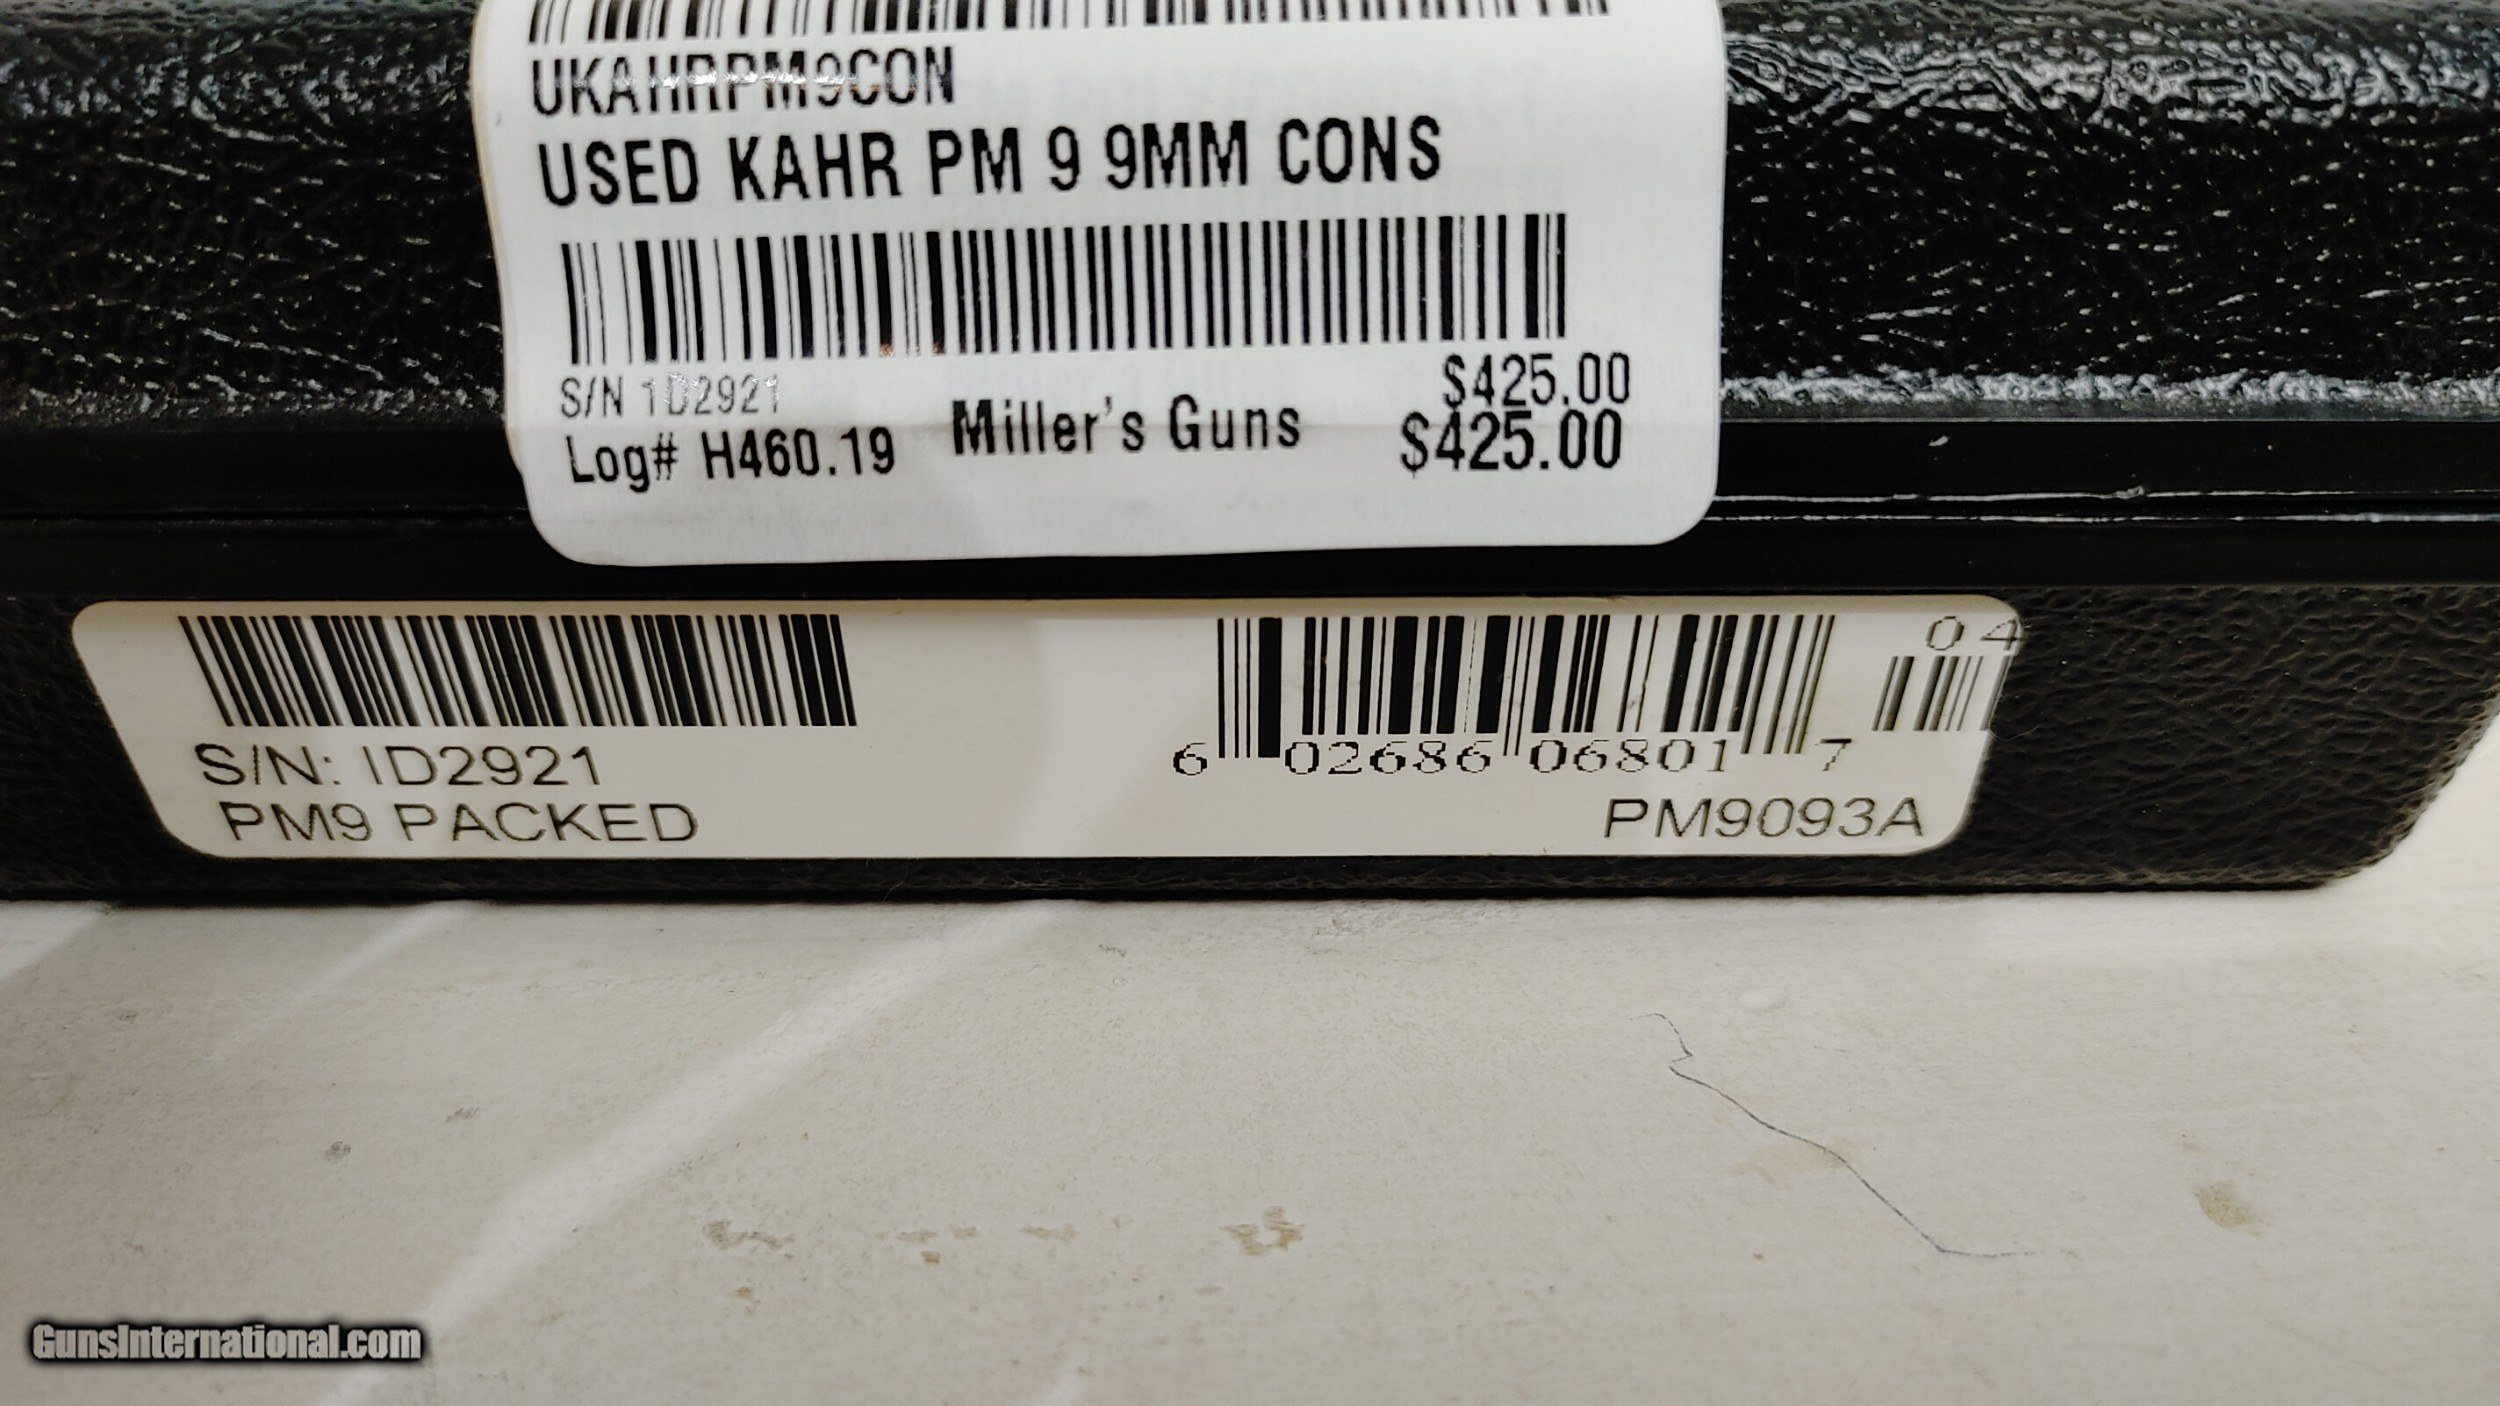 UKAHRPM9CON
USED KAHR PM 9 9MM CONS
S/N 1D2921
$425.00
Log# H460.19
Miller's Guns
$425.00
04
S/N: ID2921
6 02686 06801 7
PM9 PACKED
PM9093A
GunsInternational.com